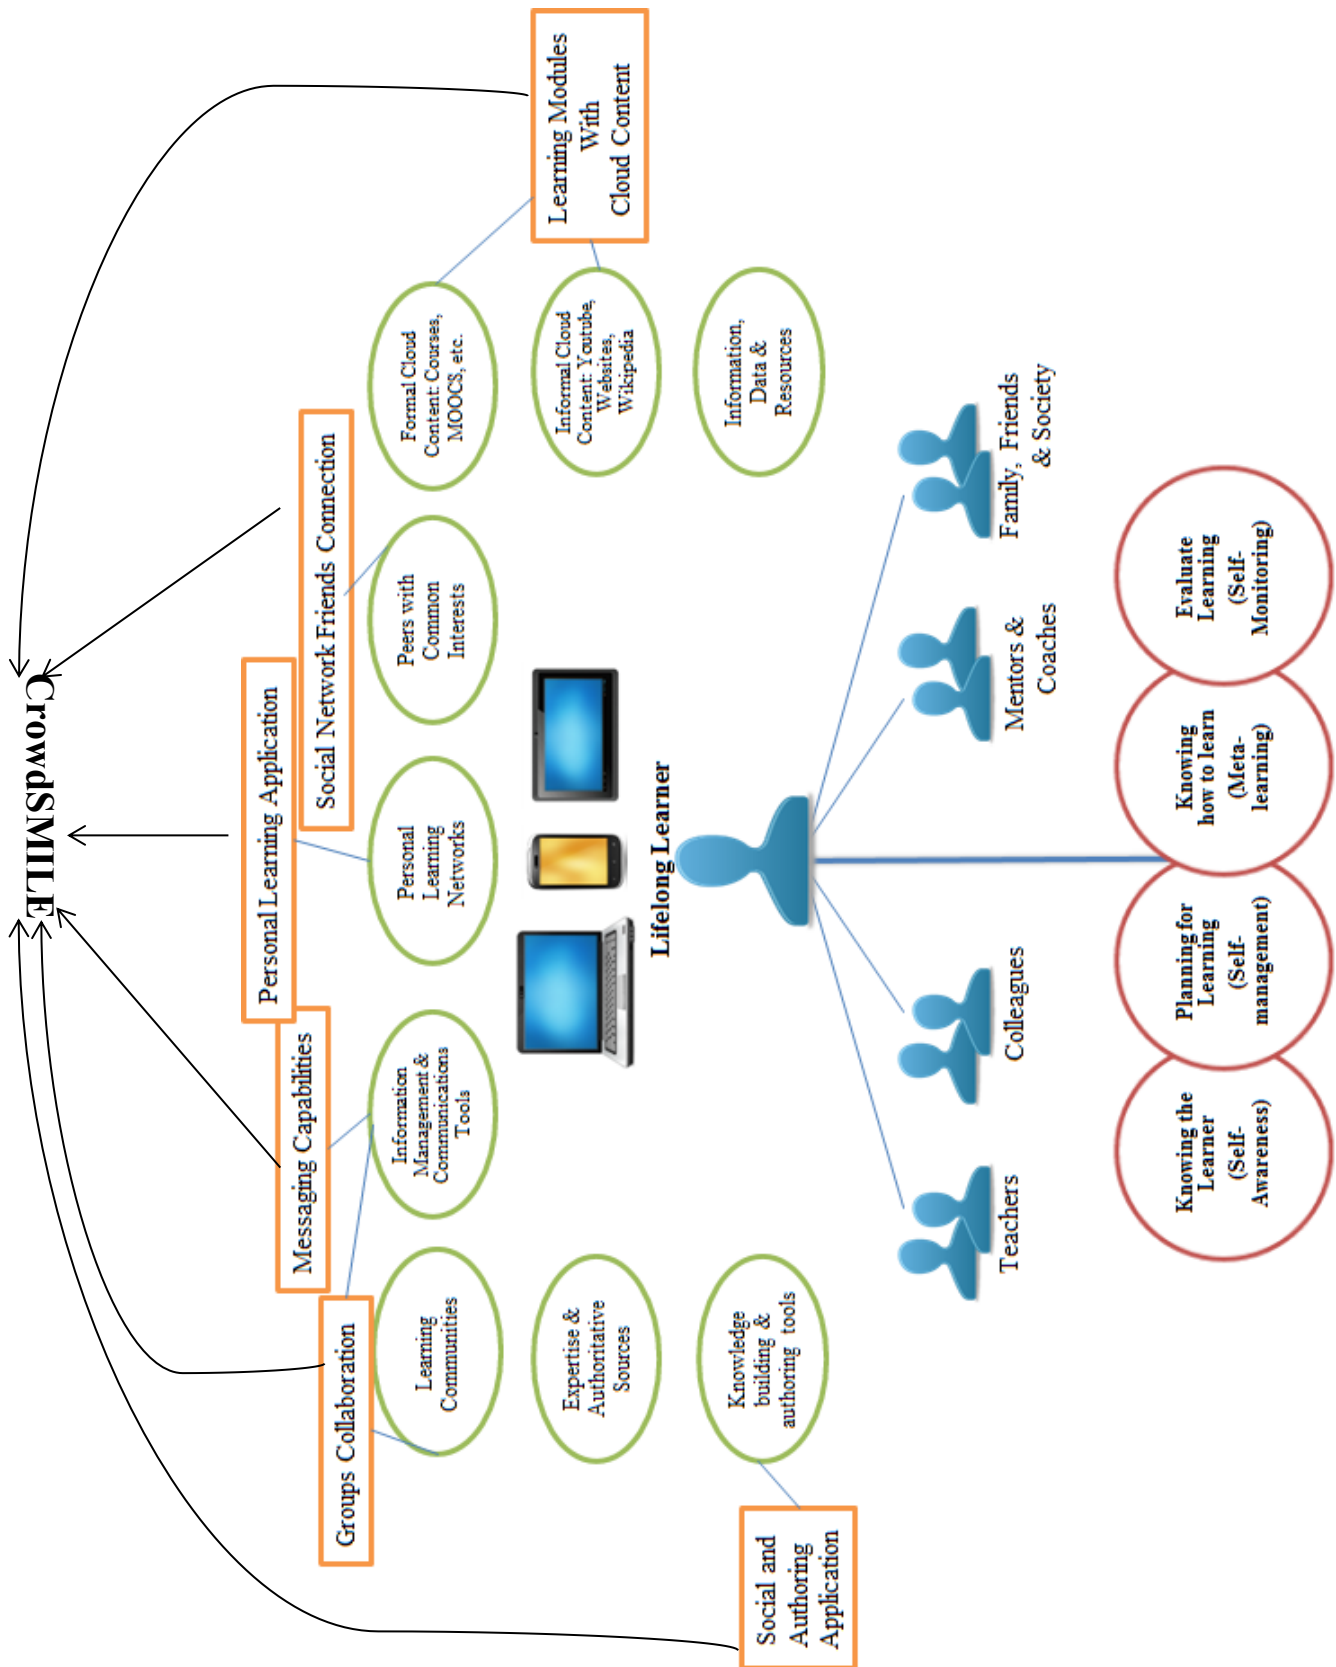 CrowdSMILE
Personal Learning Application
Messaging Capabilities
Social Network Friends Connection
Groups Collaboration
Learning Modules
With
Cloud Content
Social and
Authoring
Application
Learning
Communities
Information
Management &
Communications
Tools
Personal
Learning
Networks
Peers with
Common
Interests
Formal Cloud
Content: Courses,
MOOCS, etc.
Expertise &
Authoritative
Sources
Informal Cloud
Content: Youtube,
Websites,
Wikipedia
Knowledge
building &
authoring tools
Information,
Data &
Resources
Lifelong Learner
Teachers
Colleagues
Mentors &
Coaches
Family, Friends
& Society
Knowing the
Learner
(Self-
Awareness)
Planning for
Learning
(Self-
management)
Knowing
how to learn
(Meta-
learning)
Evaluate
Learning
(Self-
Monitoring)